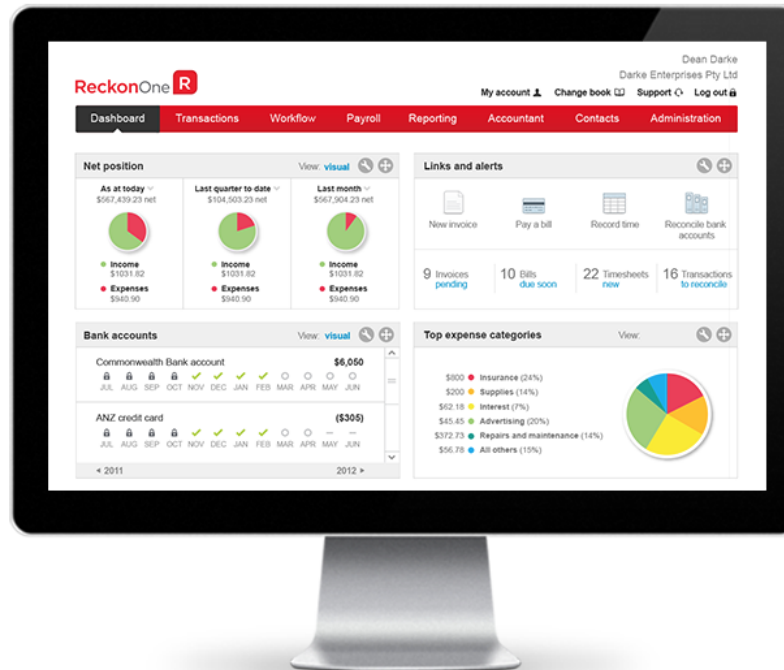 Dean Darke
Darke Enterprises Pty Ltd
ReckonOne R
My account Change book Support Log out
Dashboard Transactions Workflow Payroll Reporting Accountant Contacts Administration
Net position View: visual
As at today Last quarter to date Last month
$567,439.23 net $104,503.23 net $567,904.23 net
Income Income Income
$1031.82 $1031.82 $1031.82
Expenses Expenses Expenses
$940.90 $940.90 $940.90
Links and alerts
New invoice Pay a bill Record time Reconcile bank
accounts
9 Invoices 10 Bills 22 Timesheets 16 Transactions
pending due soon new to reconcile
Bank accounts View: visual
Commonwealth Bank account $6,050
JUL AUG SEP OCT NOV DEC JAN FEB MAR APR MAY JUN
ANZ credit card ($305)
JUL AUG SEP OCT NOV DEC JAN FEB MAR APR MAY JUN
2011 2012
Top expense categories View:
$800 Insurance (24%)
$200 Supplies (14%)
$62.18 Interest (7%)
$45.45 Advertising (20%)
$372.73 Repairs and maintenance (14%)
$56.78 All others (15%)